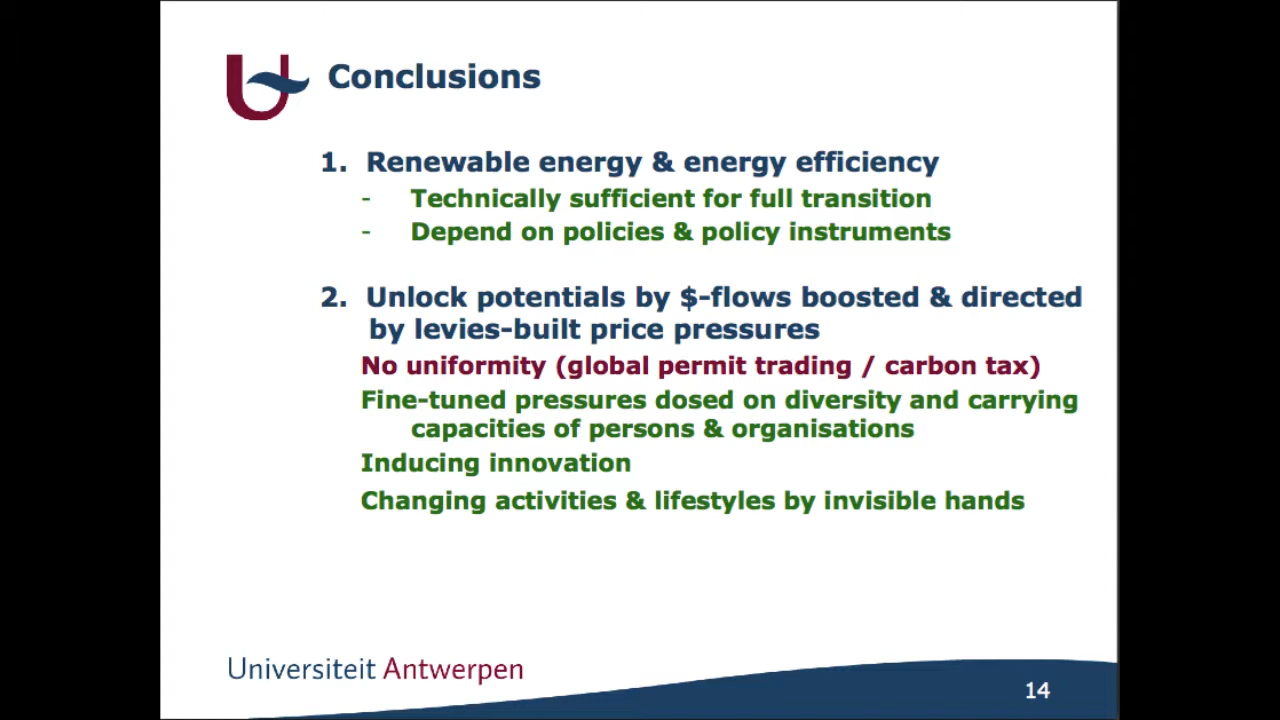 Conclusions
1. Renewable energy & energy efficiency
- Technically sufficient for full transition
- Depend on policies & policy instruments
2. Unlock potentials by $-flows boosted & directed
by levies-built price pressures
No uniformity (global permit trading / carbon tax)
Fine-tuned pressures dosed on diversity and carrying
capacities of persons & organisations
Inducing innovation
Changing activities & lifestyles by invisible hands
Universiteit Antwerpen
14